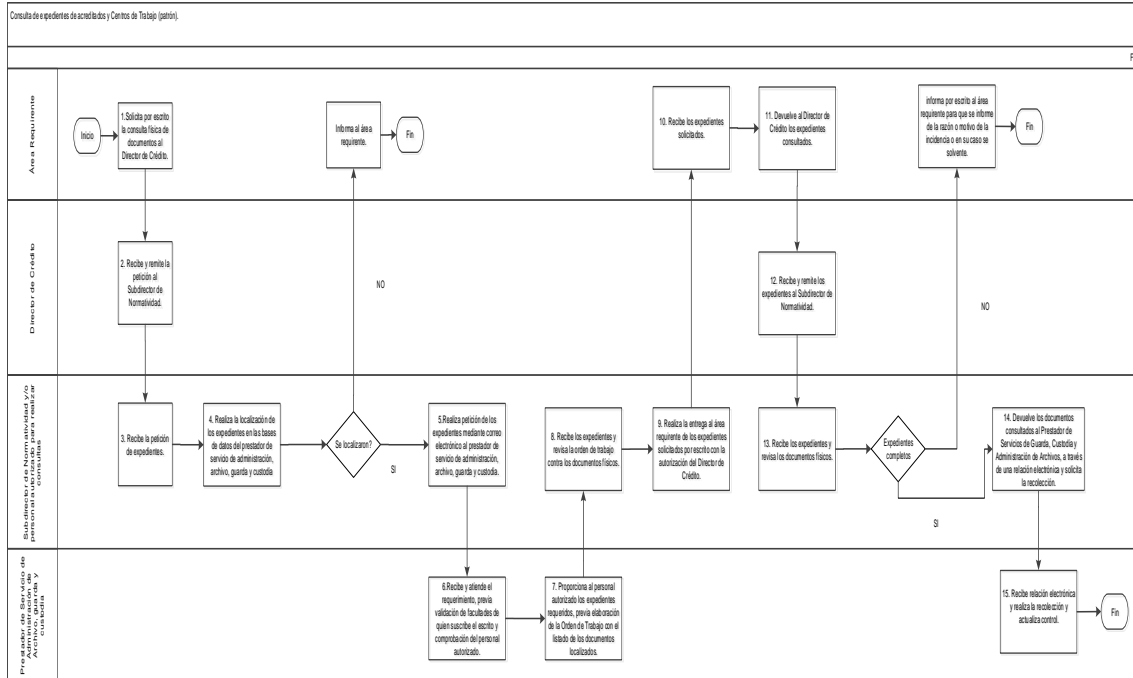 Consulta de expedientes de acreditados y Centros de Trabajo (patrón).
F
Área Requirente
Inicio
1.Solicita por escrito
la consulta física de
documentos al
Director de Crédito.
Informa al área
requirente.
Fin
10. Recibe los expedientes
solicitados.
11. Devuelve al Director de
Crédito los expedientes
consultados.
informa por escrito al área
requirente para que se informe
de la razón o motivo de la
incidencia o en su caso se
solvente.
Fin
Director de Crédito
2. Recibe y remite la
petición al
Subdirector de
Normatividad.
NO
12. Recibe y remite los
expedientes al Subdirector de
Normatividad.
NO
Subdirector de Normatividad y/o
personal autorizado para realizar
consultas
3. Recibe la petición
de expedientes.
4. Realiza la localización de
los expedientes en las bases
de datos del prestador de
servicio de administración,
archivo, guarda y custodia
Se localizaron?
SI
5.Realiza petición de los
expedientes mediante correo
electrónico al prestador de
servicio de administración,
archivo, guarda y custodia.
8. Recibe los expedientes y
revisa la orden de trabajo
contra los documentos físicos.
9. Realiza la entrega al área
requirente de los expedientes
solicitados por escrito con la
autorización del Director de
Crédito.
13. Recibe los expedientes y
revisa los documentos físicos.
Expedientes
completos
SI
14. Devuelve los documentos
consultados al Prestador de
Servicios de Guarda, Custodia y
Administración de Archivos, a través
de una relación electrónica y solicita
la recolección.
Prestador de Servicio de
Administración de
Archivo, guarda y
custodia
6.Recibe y atiende el
requerimiento, previa
validación de facultades de
quien suscribe el escrito y
comprobación del personal
autorizado.
7. Proporciona al personal
autorizado los expedientes
requeridos, previa elaboración
de la Orden de Trabajo con el
listado de los documentos
localizados.
15. Recibe relación electrónica
y realiza la recolección y
actualiza control.
Fin